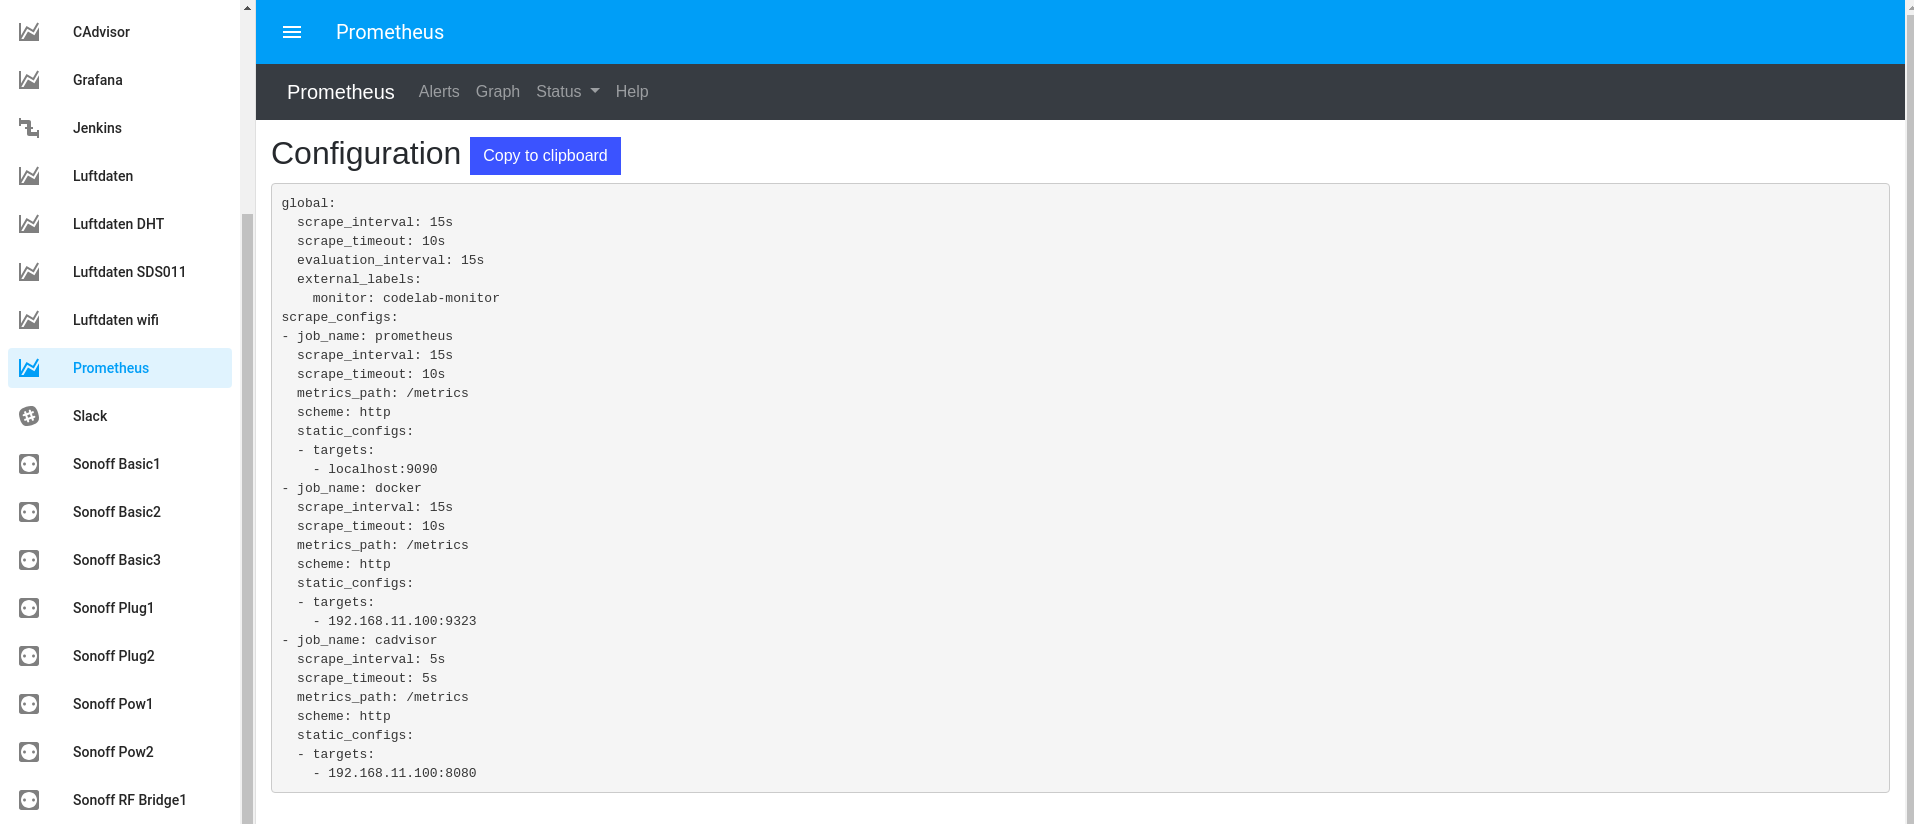 CAdvisor
Grafana
Jenkins
Luftdaten
Luftdaten DHT
Luftdaten SDS011
Luftdaten wifi
Prometheus
Slack
Sonoff Basic1
Sonoff Basic2
Sonoff Basic3
Sonoff Plug1
Sonoff Plug2
Sonoff Pow1
Sonoff Pow2
Sonoff RF Bridge1
Prometheus
Prometheus Alerts Graph Status Help
Configuration Copy to clipboard
global:
  scrape_interval: 15s
  scrape_timeout: 10s
  evaluation_interval: 15s
  external_labels:
    monitor: codelab-monitor
scrape_configs:
- job_name: prometheus
  scrape_interval: 15s
  scrape_timeout: 10s
  metrics_path: /metrics
  scheme: http
  static_configs:
  - targets:
    - localhost:9090
- job_name: docker
  scrape_interval: 15s
  scrape_timeout: 10s
  metrics_path: /metrics
  scheme: http
  static_configs:
  - targets:
    - 192.168.11.100:9323
- job_name: cadvisor
  scrape_interval: 5s
  scrape_timeout: 5s
  metrics_path: /metrics
  scheme: http
  static_configs:
  - targets:
    - 192.168.11.100:8080